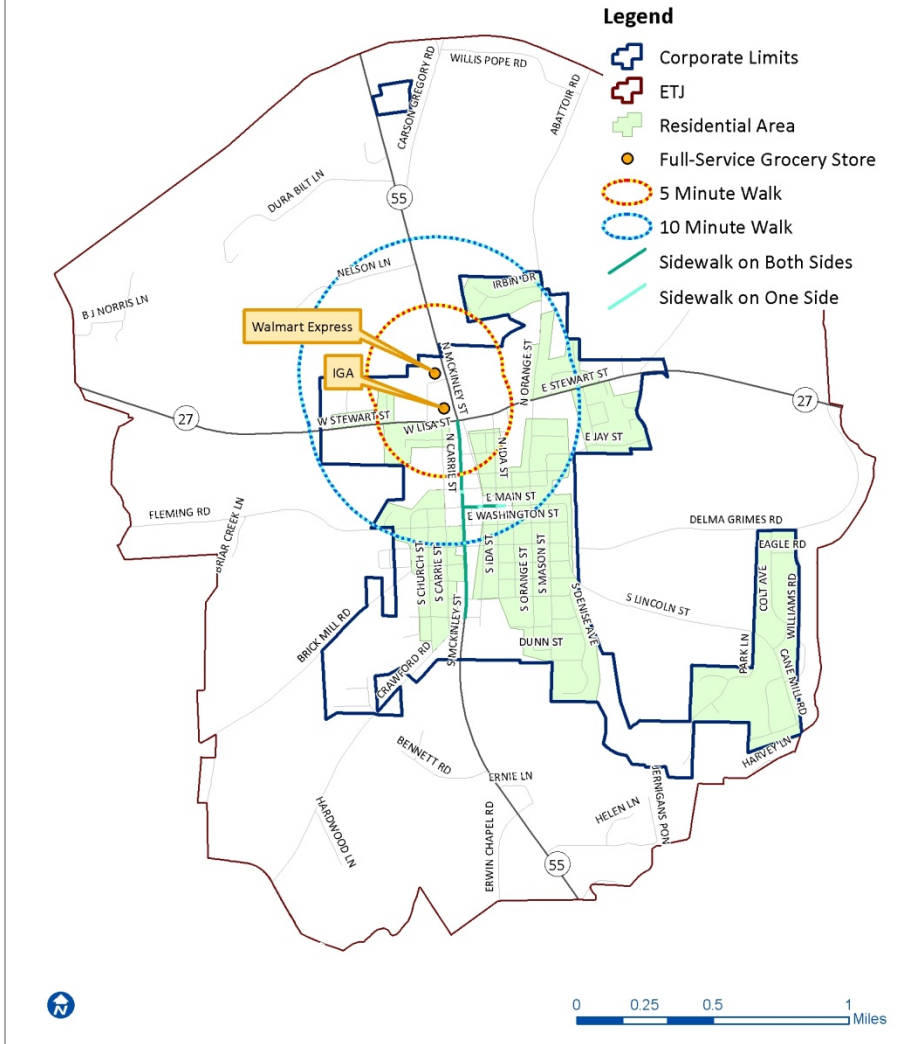 Legend
Corporate Limits
ETJ
Residential Area
Full-Service Grocery Store
5 Minute Walk
10 Minute Walk
Sidewalk on Both Sides
Sidewalk on One Side
WILLIS POPE RD
CARSON GREGORY RD
ABATTOIR RD
DURA BILT LN
55
NELSON LN
IRBIN DR
B J NORRIS LN
Walmart Express
IGA
N MCKINLEY ST
N ORANGE ST
E STEWART ST
27
27
W STEWART ST
W LISA ST
E JAY ST
N CARRIE ST
N IDA ST
E MAIN ST
E WASHINGTON ST
FLEMING RD
BRIAR CREEK LN
DELMA GRIMES RD
EAGLE RD
S CHURCH ST
S CARRIE ST
S IDA ST
S ORANGE ST
S MASON ST
COLT AVE
WILLIAMS RD
S LINCOLN ST
S DENISE AVE
BRICK MILL RD
S MCKINLEY ST
DUNN ST
PARK LN
CRAWFORD RD
CANE MILL RD
BENNETT RD
HARVEY LN
ERNIE LN
JERNIGANS PON
HELEN LN
HARDWOOD LN
ERWIN CHAPEL RD
55
N
0 0.25 0.5 1
Miles